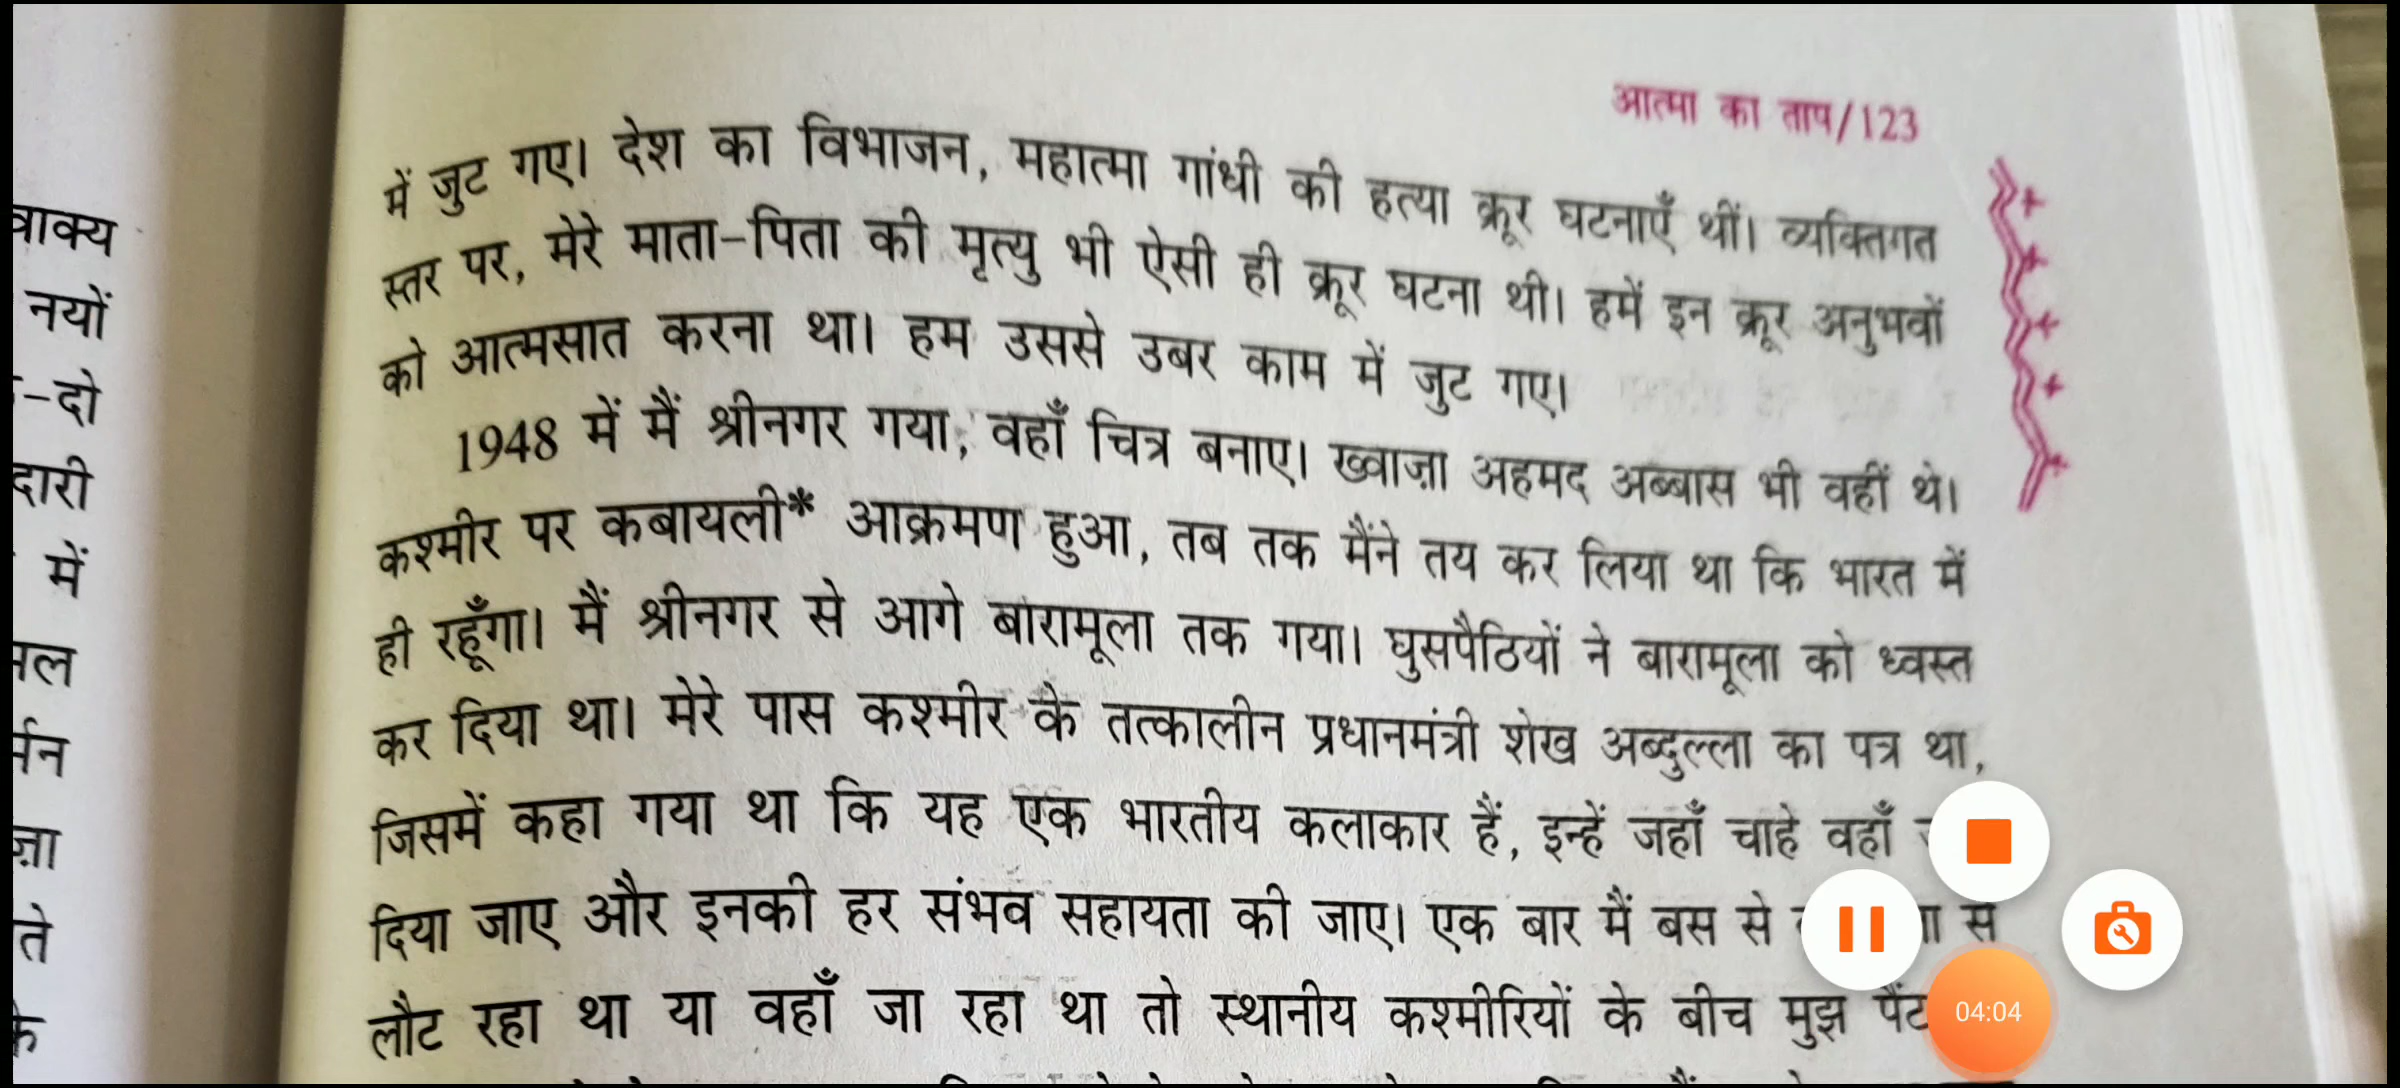 आत्मा का ताप/123
में जुट गए। देश का विभाजन, महात्मा गांधी की हत्या क्रूर घटनाएँ थीं। व्यक्तिगत
स्तर पर, मेरे माता-पिता की मृत्यु भी ऐसी ही क्रूर घटना थी। हमें इन क्रूर अनुभवों
को आत्मसात करना था। हम उससे उबर काम में जुट गए।
1948 में मैं श्रीनगर गया, वहाँ चित्र बनाए। ख्वाज़ा अहमद अब्बास भी वहीं थे।
कश्मीर पर कबायली* आक्रमण हुआ, तब तक मैंने तय कर लिया था कि भारत में
ही रहूँगा। मैं श्रीनगर से आगे बारामूला तक गया। घुसपैठियों ने बारामूला को ध्वस्त
कर दिया था। मेरे पास कश्मीर के तत्कालीन प्रधानमंत्री शेख अब्दुल्ला का पत्र था,
जिसमें कहा गया था कि यह एक भारतीय कलाकार हैं, इन्हें जहाँ चाहे वहाँ
दिया जाए और इनकी हर संभव सहायता की जाए। एक बार मैं बस से
लौट रहा था या वहाँ जा रहा था तो स्थानीय कश्मीरियों के बीच मुझ पैंट
वाक्य
नयों
-दो
दारी
में
ते
04:04